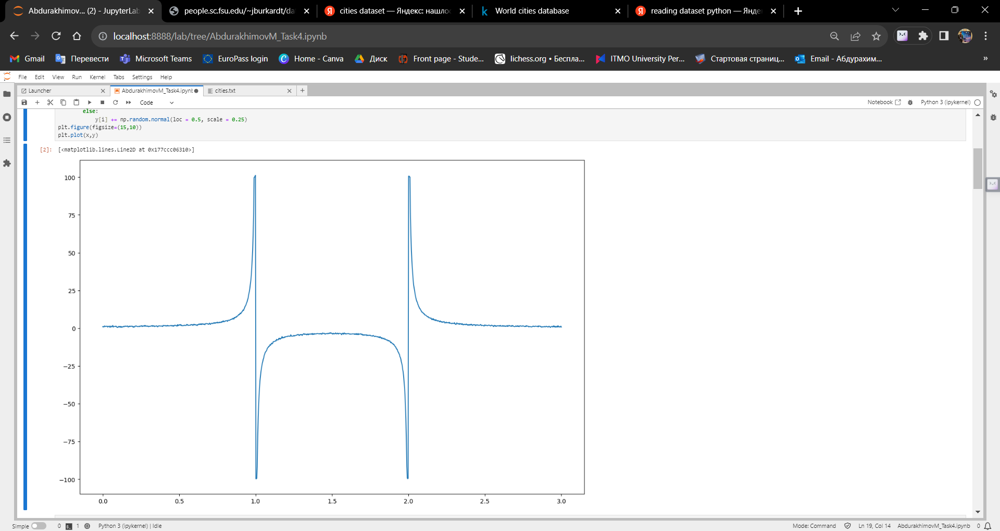 Abdurakhimov... (2) - JupyterLab
people.sc.fsu.edu/~jburkardt/da
cities dataset — Яндекс: нашлос
World cities database
reading dataset python — Янде
localhost:8888/lab/tree/AbdurakhimovM_Task4.ipynb
Gmail Перевести Microsoft Teams EuroPass login Home - Canva Диск Front page - Stude... lichess.org • Беспла... ITMO University Per... Стартовая страниц... Email - Абдурахим... »
File Edit View Run Kernel Tabs Settings Help
Launcher AbdurakhimovM_Task4.ipynb cities.txt
Code Notebook Python 3 (ipykernel)
else:
y[i] += np.random.normal(loc = 0.5, scale = 0.25)
plt.figure(figsize=(15,10))
plt.plot(x,y)
[2]: [<matplotlib.lines.Line2D at 0x177ccc06310>]
100
75
50
25
0
−25
−50
−75
−100
0.0 0.5 1.0 1.5 2.0 2.5 3.0
Simple 0 1 Python 3 (ipykernel) | Idle Mode: Command Ln 19, Col 14 AbdurakhimovM_Task4.ipynb 0